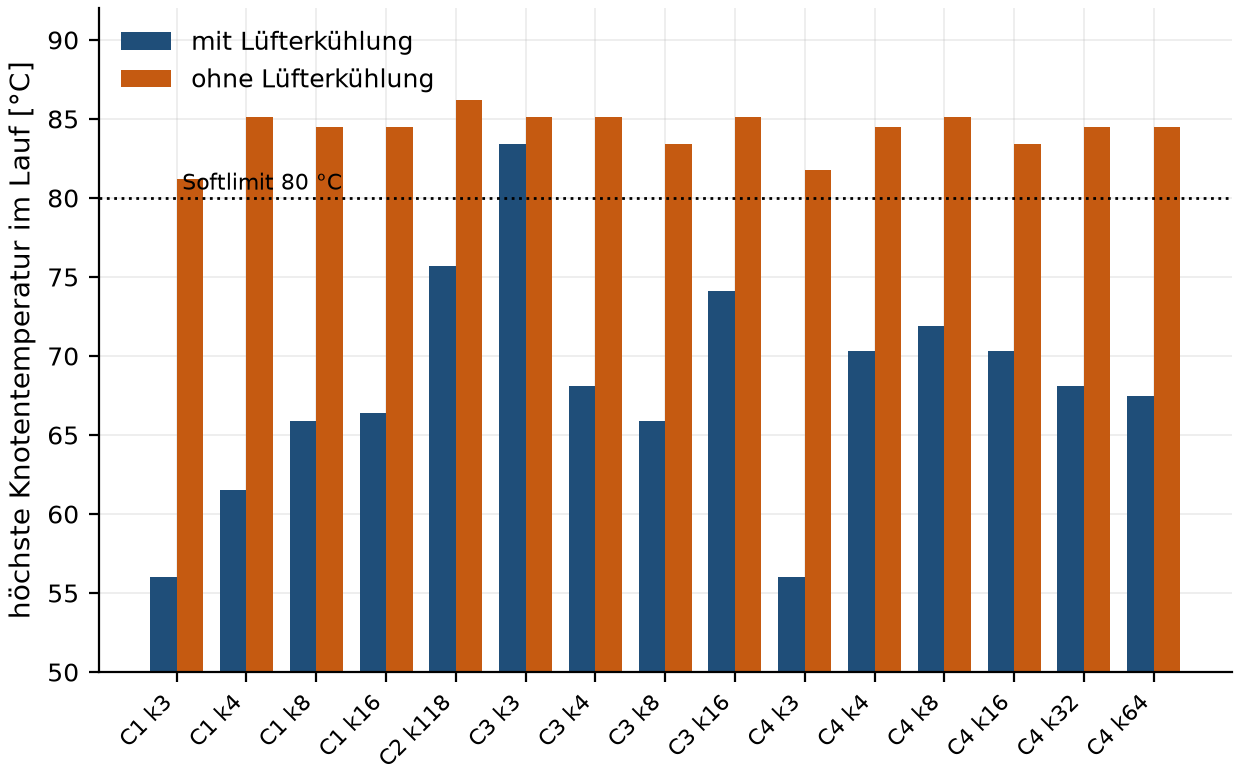 mit Lüfterkühlung
ohne Lüfterkühlung
höchste Knotentemperatur im Lauf [°C]
90
85
80
75
70
65
60
55
50
Softlimit 80 °C
C1 k3
C1 k4
C1 k8
C1 k16
C2 k118
C3 k3
C3 k4
C3 k8
C3 k16
C4 k3
C4 k4
C4 k8
C4 k16
C4 k32
C4 k64